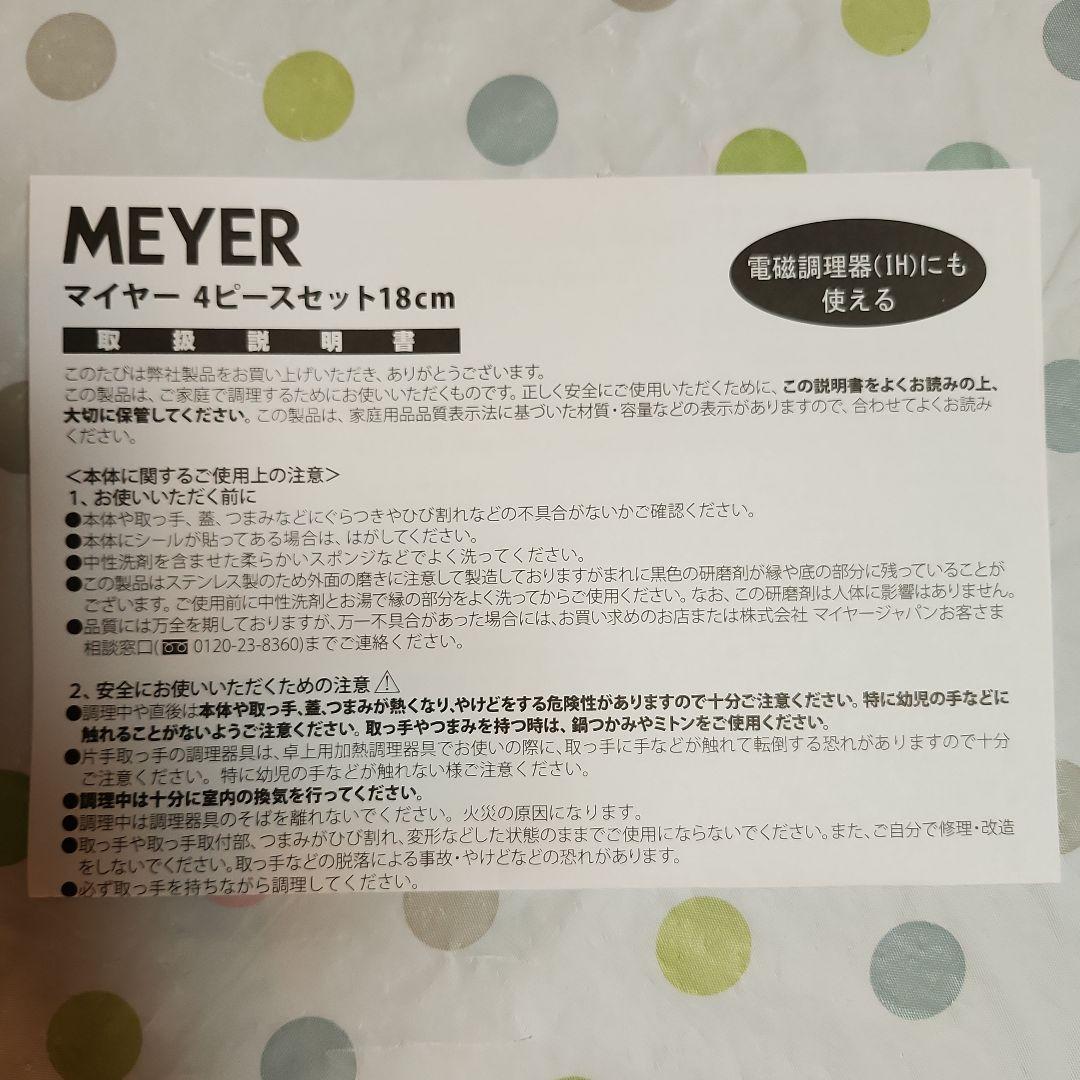 MEYER
マイヤー 4ピースセット18cm
取扱説明書
電磁調理器(IH)にも
使える
このたびは弊社製品をお買い上げいただき、ありがとうございます。
この製品は、ご家庭で調理するためにお使いいただくものです。正しく安全にご使用いただくために、この説明書をよくお読みの上、
大切に保管してください。この製品は、家庭用品品質表示法に基づいた材質・容量などの表示がありますので、合わせてよくお読み
ください。
＜本体に関するご使用上の注意＞
1、お使いいただく前に
●本体や取っ手、蓋、つまみなどにぐらつきやひび割れなどの不具合がないかご確認ください。
●本体にシールが貼ってある場合は、はがしてください。
●中性洗剤を含ませた柔らかいスポンジなどでよく洗ってください。
●この製品はステンレス製のため外面の磨きに注意して製造しておりますがまれに黒色の研磨剤が縁や底の部分に残っていることが
ございます。ご使用前に中性洗剤とお湯で縁の部分をよく洗ってからご使用ください。なお、この研磨剤は人体に影響はありません。
●品質には万全を期しておりますが、万一不具合があった場合には、お買い求めのお店または株式会社 マイヤージャパンお客さま
相談窓口( 0120-23-8360)までご連絡ください。
2、安全にお使いいただくための注意⚠
●調理中や直後は本体や取っ手、蓋、つまみが熱くなり、やけどをする危険性がありますので十分ご注意ください。特に幼児の手などに
触れることがないようご注意ください。取っ手やつまみを持つ時は、鍋つかみやミトンをご使用ください。
●片手取っ手の調理器具は、卓上用加熱調理器具でお使いの際に、取っ手に手などが触れて転倒する恐れがありますので十分
ご注意ください。特に幼児の手などが触れない様ご注意ください。
●調理中は十分に室内の換気を行ってください。
●調理中は調理器具のそばを離れないでください。火災の原因になります。
●取っ手や取っ手取付部、つまみがひび割れ、変形などした状態のままでご使用にならないでください。また、ご自分で修理・改造
をしないでください。取っ手などの脱落による事故・やけどなどの恐れがあります。
●必ず取っ手を持ちながら調理してください。